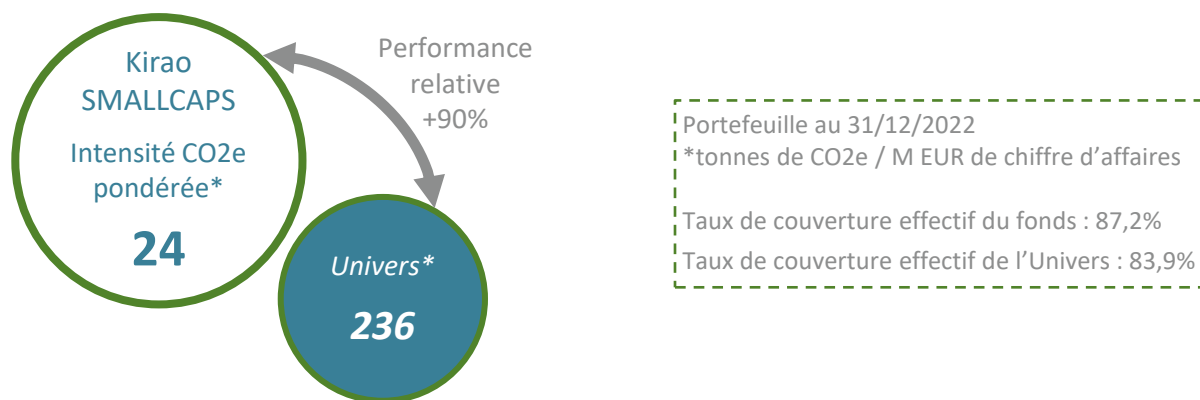 Kirao
SMALLCAPS
Intensité CO2e
pondérée*
24
Performance
relative
+90%
Univers*
236
Portefeuille au 31/12/2022
*tonnes de CO2e / M EUR de chiffre d’affaires
Taux de couverture effectif du fonds : 87,2%
Taux de couverture effectif de l’Univers : 83,9%